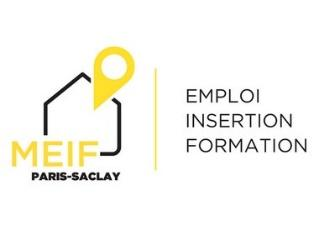 MEIF
PARIS-SACLAY
EMPLOI
INSERTION
FORMATION